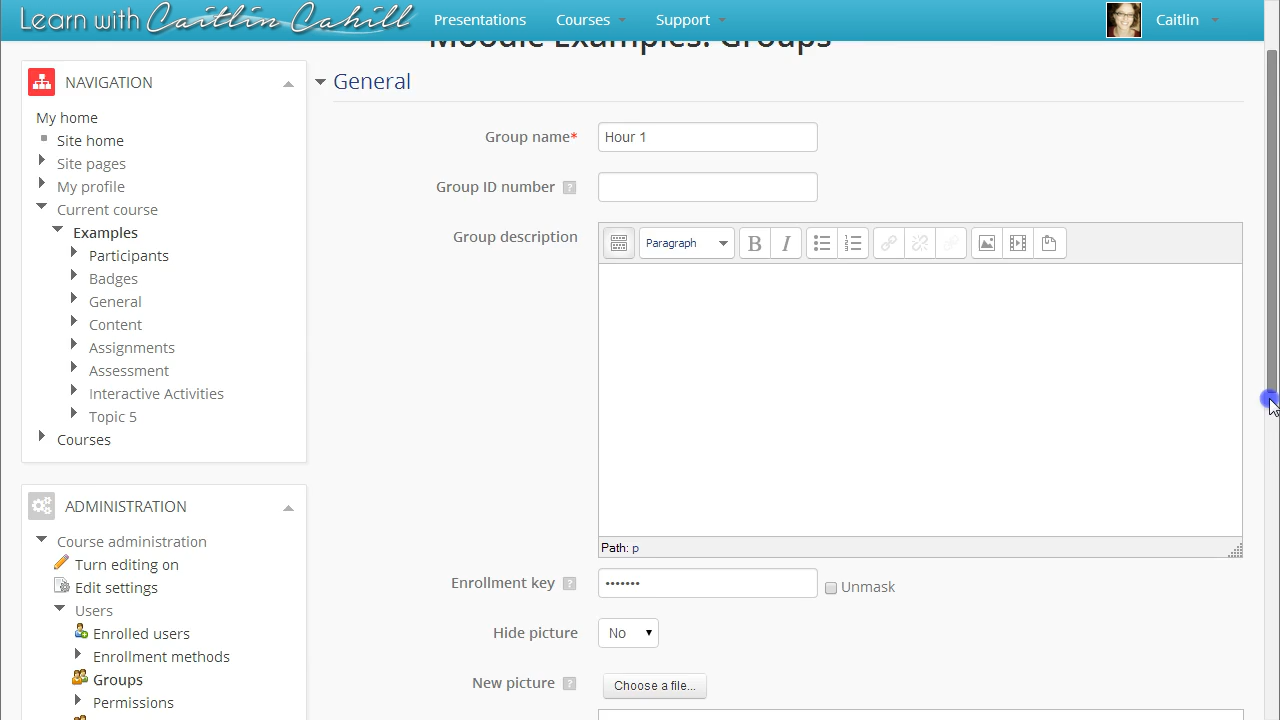 Learn with Caitlin Cahill
Presentations
Courses
Support
Caitlin
Moodle Examples: Groups
NAVIGATION
My home
Site home
Site pages
My profile
Current course
Examples
Participants
Badges
General
Content
Assignments
Assessment
Interactive Activities
Topic 5
Courses
ADMINISTRATION
Course administration
Turn editing on
Edit settings
Users
Enrolled users
Enrollment methods
Groups
Permissions
General
Group name* Hour 1
Group ID number ?
Group description
Paragraph B I
Path: p
Enrollment key ? ••••••• Unmask
Hide picture No
New picture ? Choose a file...